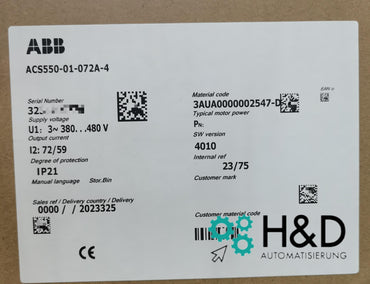 ABB
ACS550-01-072A-4
Serial Number
32
Supply voltage
U1: 3~ 380...480 V
Output current
I2: 72/59
Degree of protection
IP21
Manual language Stor.Bin
Sales ref / Delivery country / Delivery
0000 / / 2023325
CE
Material code
3AUA0000002547-D
Typical motor power
PN:
SW version
4010
Internal ref
23/75
Customer mark
Customer material code
EAN
H&D
AUTOMATISIERUNG